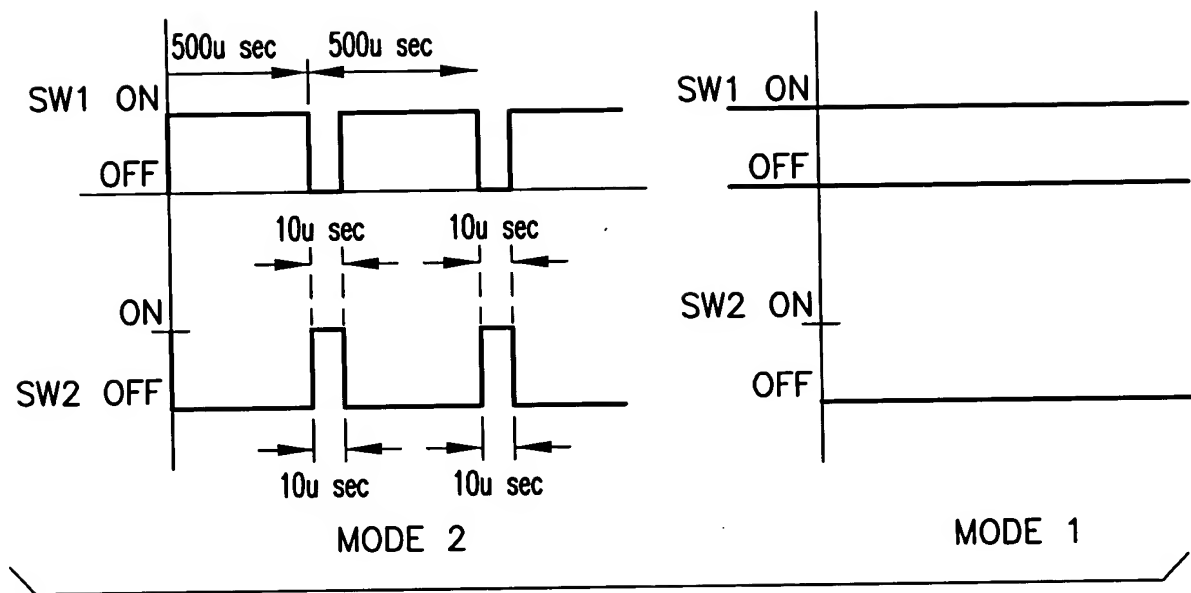 500u sec 500u sec
SW1 ON
OFF
10u sec 10u sec
ON
SW2 OFF
10u sec 10u sec
MODE 2
SW1 ON
OFF
SW2 ON
OFF
MODE 1